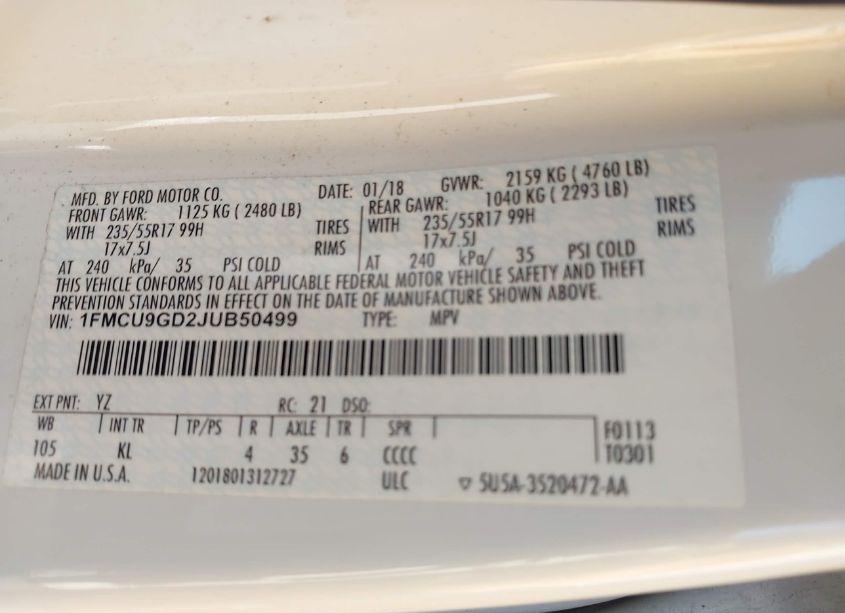 MFD. BY FORD MOTOR CO. DATE: 01/18 GVWR: 2159 KG ( 4760 LB)
FRONT GAWR: 1125 KG ( 2480 LB) REAR GAWR: 1040 KG ( 2293 LB)
WITH 235/55R17 99H TIRES WITH 235/55R17 99H TIRES
17x7.5J RIMS 17x7.5J RIMS
AT 240 kPa/ 35 PSI COLD AT 240 kPa/ 35 PSI COLD
THIS VEHICLE CONFORMS TO ALL APPLICABLE FEDERAL MOTOR VEHICLE SAFETY AND THEFT
PREVENTION STANDARDS IN EFFECT ON THE DATE OF MANUFACTURE SHOWN ABOVE.
VIN: 1FMCU9GD2JUB50499 TYPE: MPV
EXT PNT: YZ RC: 21 DSO:
WB INT TR TP/PS R AXLE TR SPR F0113
105 KL 4 35 6 CCCC T0301
MADE IN U.S.A. 1201801312727 ULC ▽ 5U5A-3520472-AA